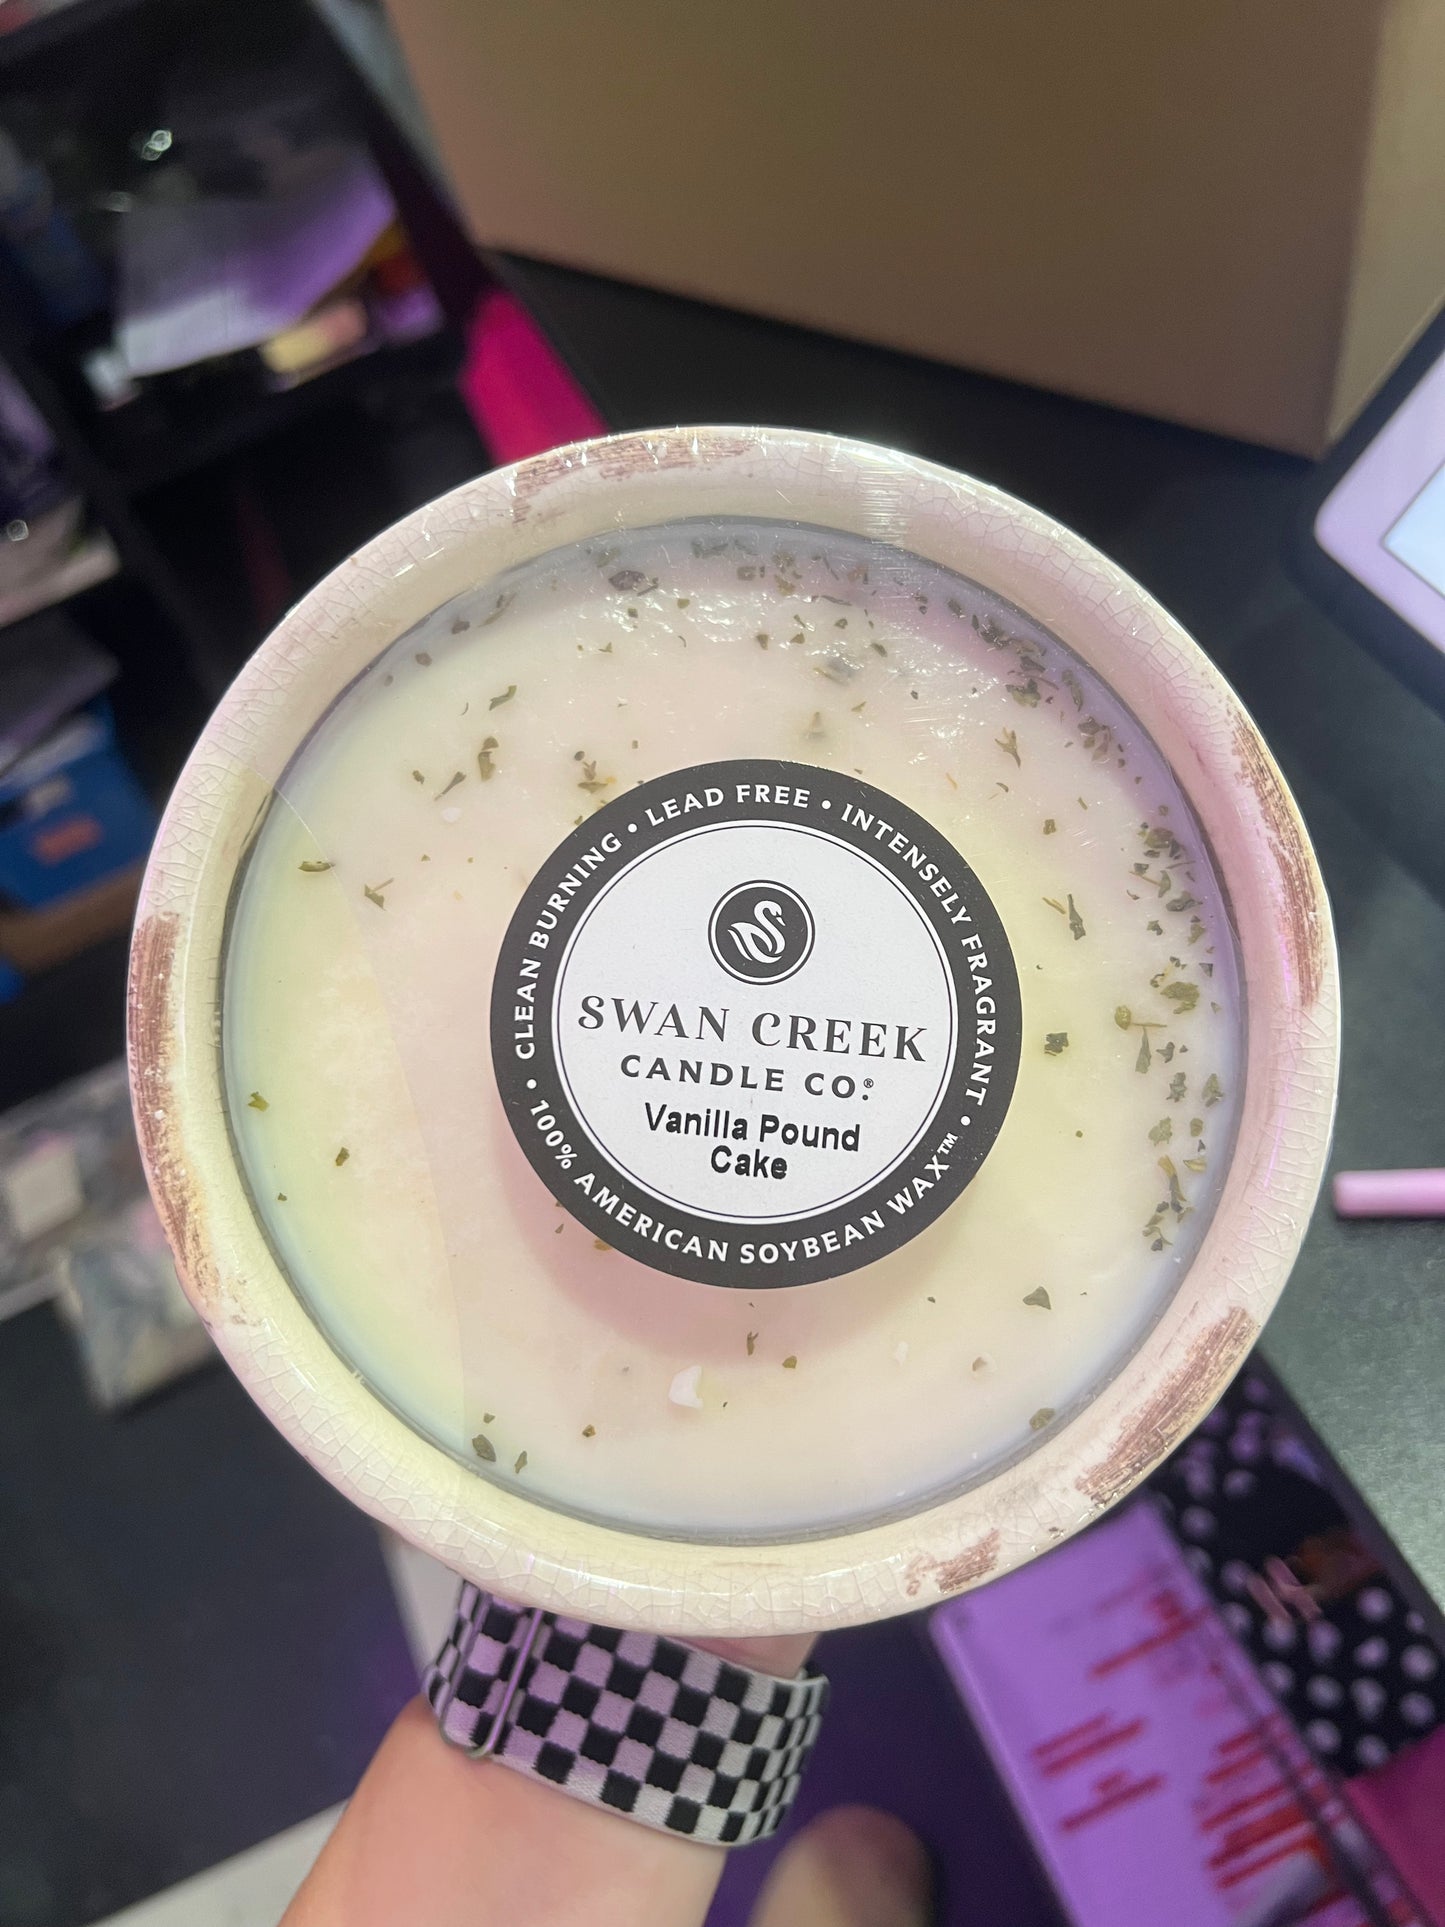 CLEAN BURNING • LEAD FREE • INTENSELY FRAGRANT •
SWAN CREEK
CANDLE CO.®
Vanilla Pound
Cake
• 100% AMERICAN SOYBEAN WAX™